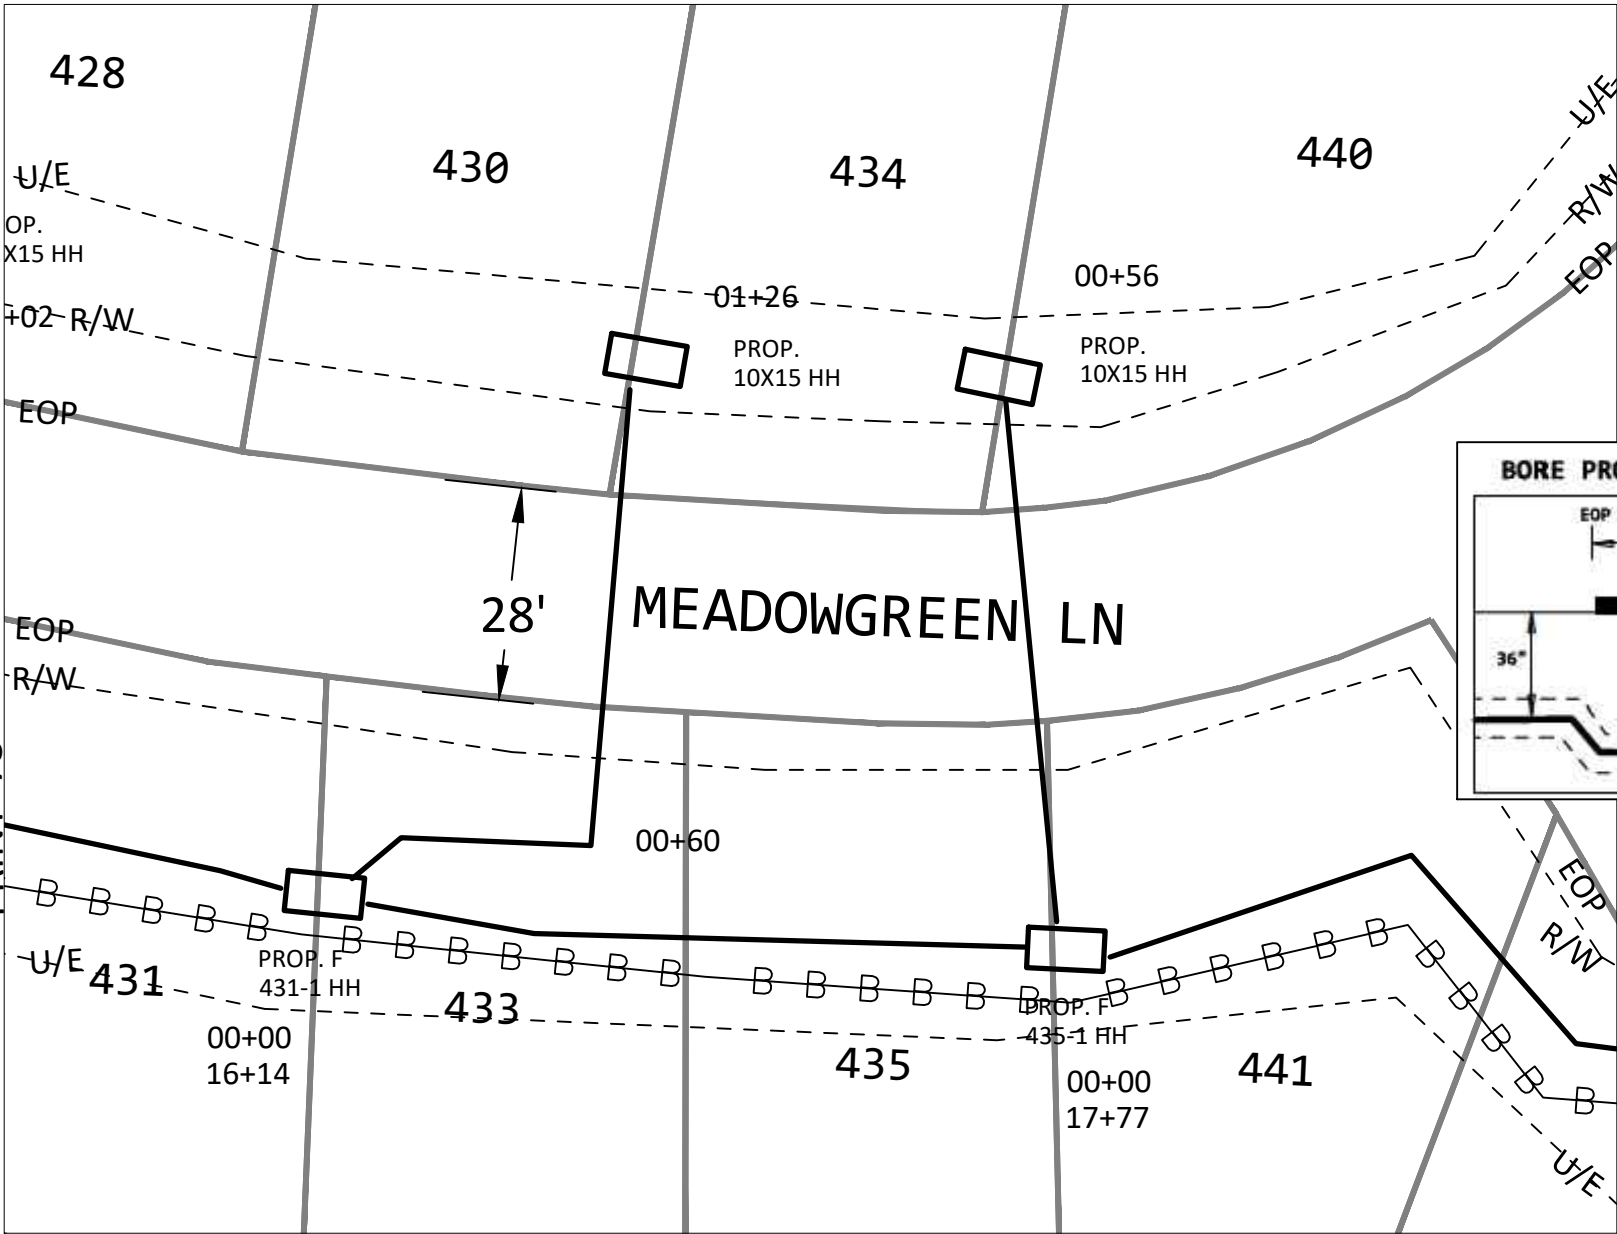 428
430
434
440
U/E
U/E
R/W
EOP
OP.
X15 HH
+02 R/W
EOP
01+26
PROP.
10X15 HH
00+56
PROP.
10X15 HH
BORE PRO
EOP
36"
28'
MEADOWGREEN LN
EOP
R/W
00+60
B B B B B B B B B B B B B B B B B B B B B B B B B B B B B
U/E
431
PROP. F
431-1 HH
433
00+00
16+14
435
PROP. F
435-1 HH
00+00
17+77
441
EOP
R/W
U/E